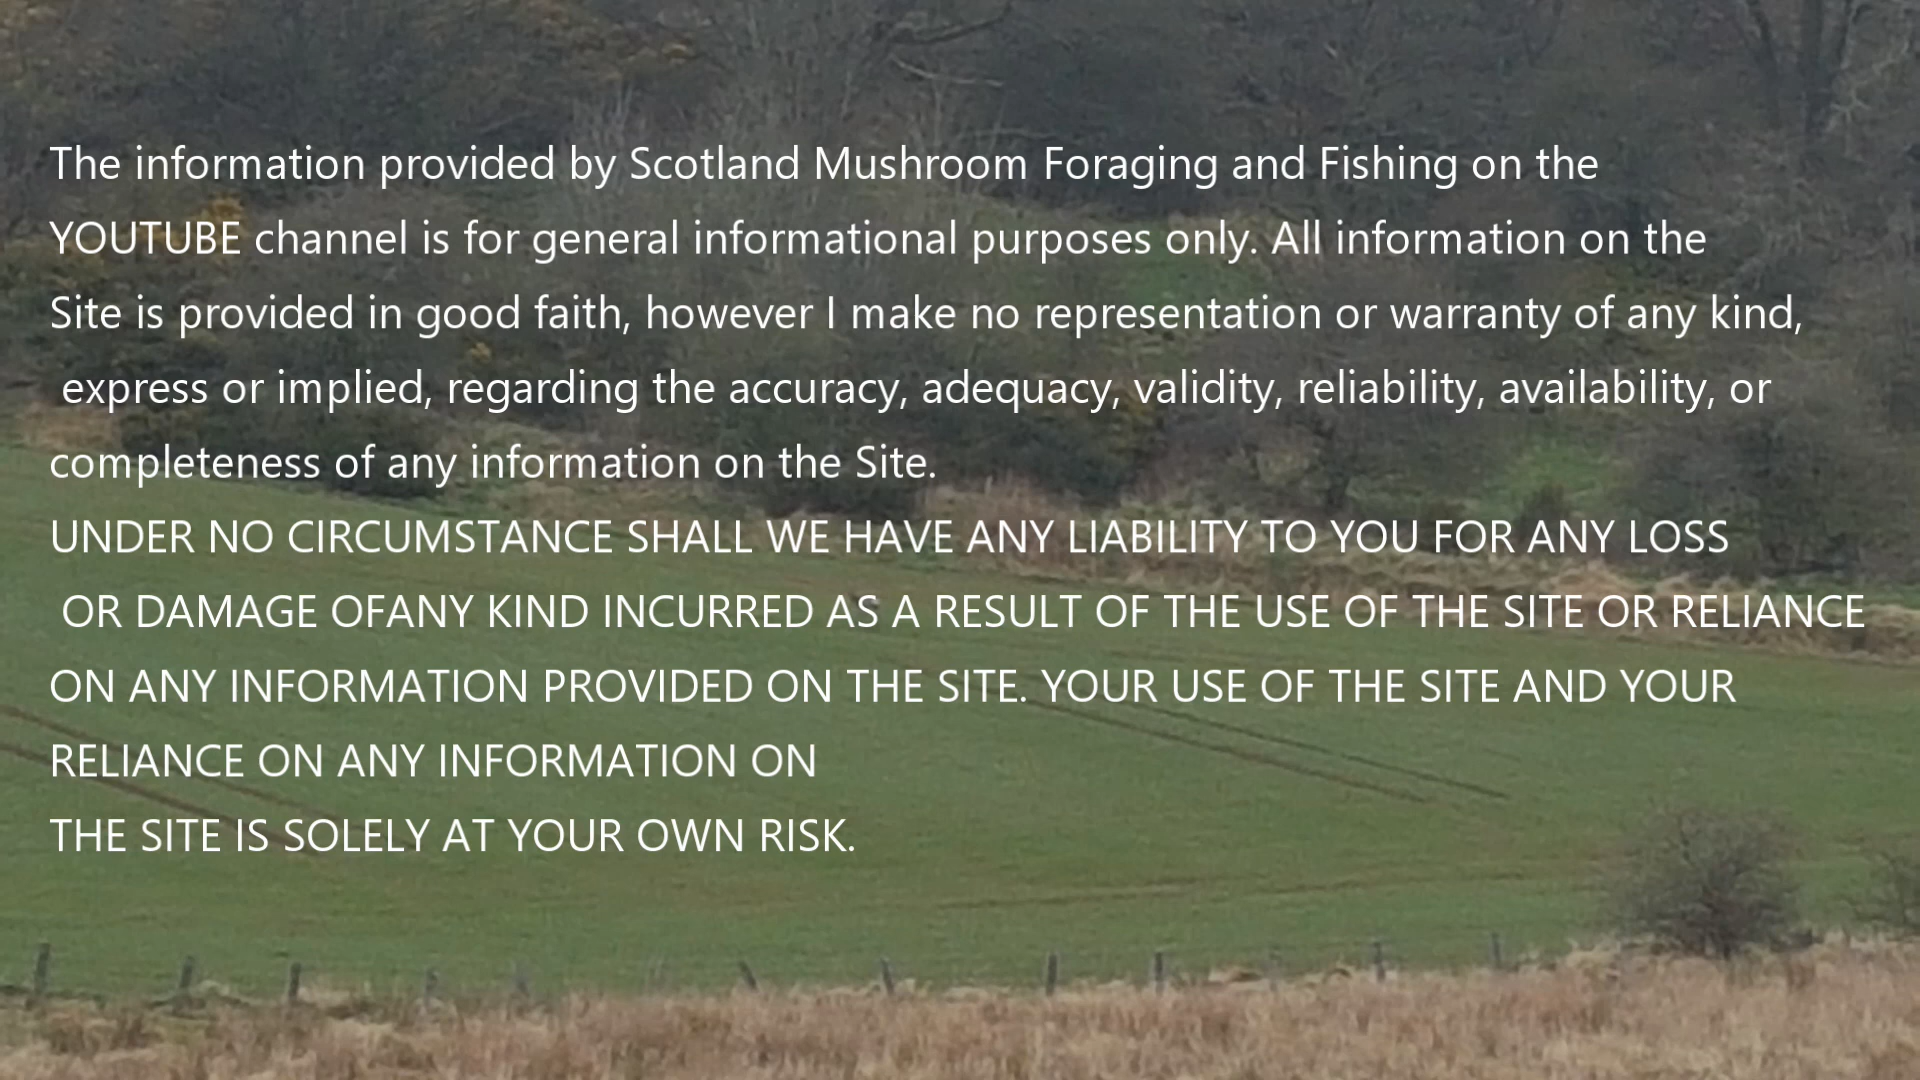 The information provided by Scotland Mushroom Foraging and Fishing on the
YOUTUBE channel is for general informational purposes only. All information on the
Site is provided in good faith, however I make no representation or warranty of any kind,
express or implied, regarding the accuracy, adequacy, validity, reliability, availability, or
completeness of any information on the Site.
UNDER NO CIRCUMSTANCE SHALL WE HAVE ANY LIABILITY TO YOU FOR ANY LOSS
OR DAMAGE OFANY KIND INCURRED AS A RESULT OF THE USE OF THE SITE OR RELIANCE
ON ANY INFORMATION PROVIDED ON THE SITE. YOUR USE OF THE SITE AND YOUR
RELIANCE ON ANY INFORMATION ON
THE SITE IS SOLELY AT YOUR OWN RISK.